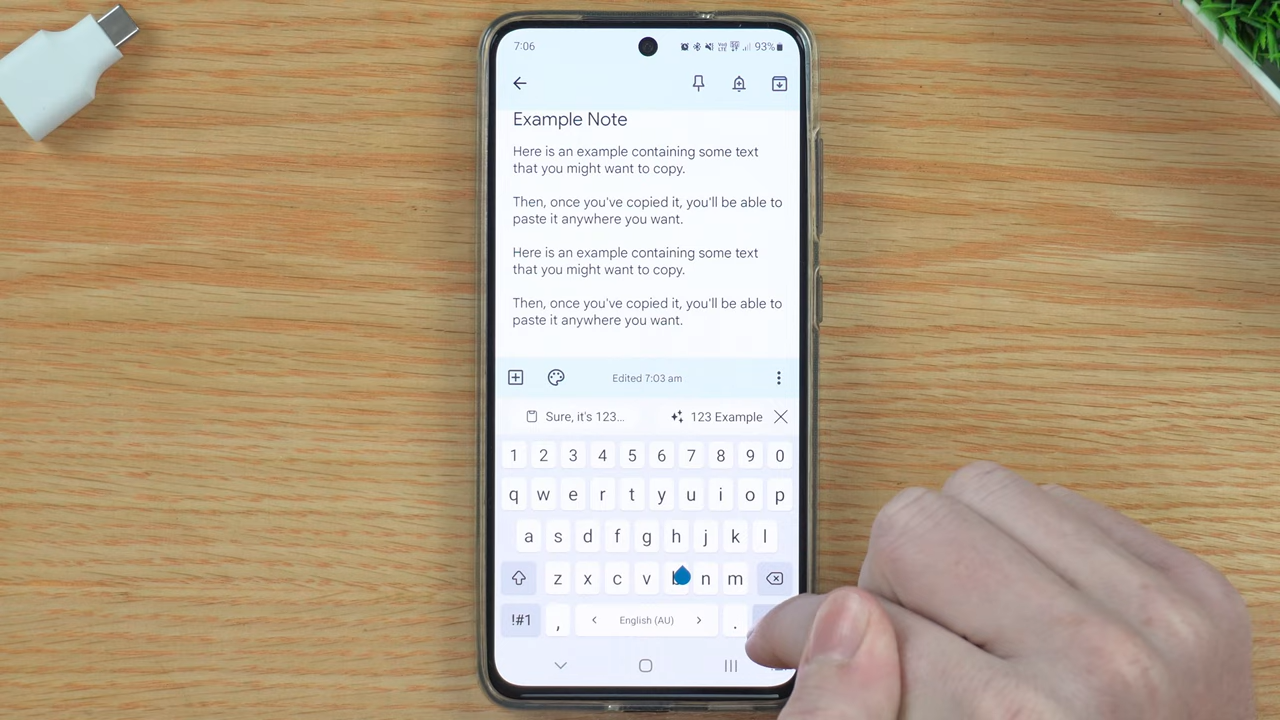 7:06 93%
Example Note
Here is an example containing some text
that you might want to copy.
Then, once you've copied it, you'll be able to
paste it anywhere you want.
Here is an example containing some text
that you might want to copy.
Then, once you've copied it, you'll be able to
paste it anywhere you want.
Edited 7:03 am
Sure, it's 123... 123 Example
1 2 3 4 5 6 7 8 9 0
q w e r t y u i o p
a s d f g h j k l
z x c v b n m
!#1 , < English (AU) > .